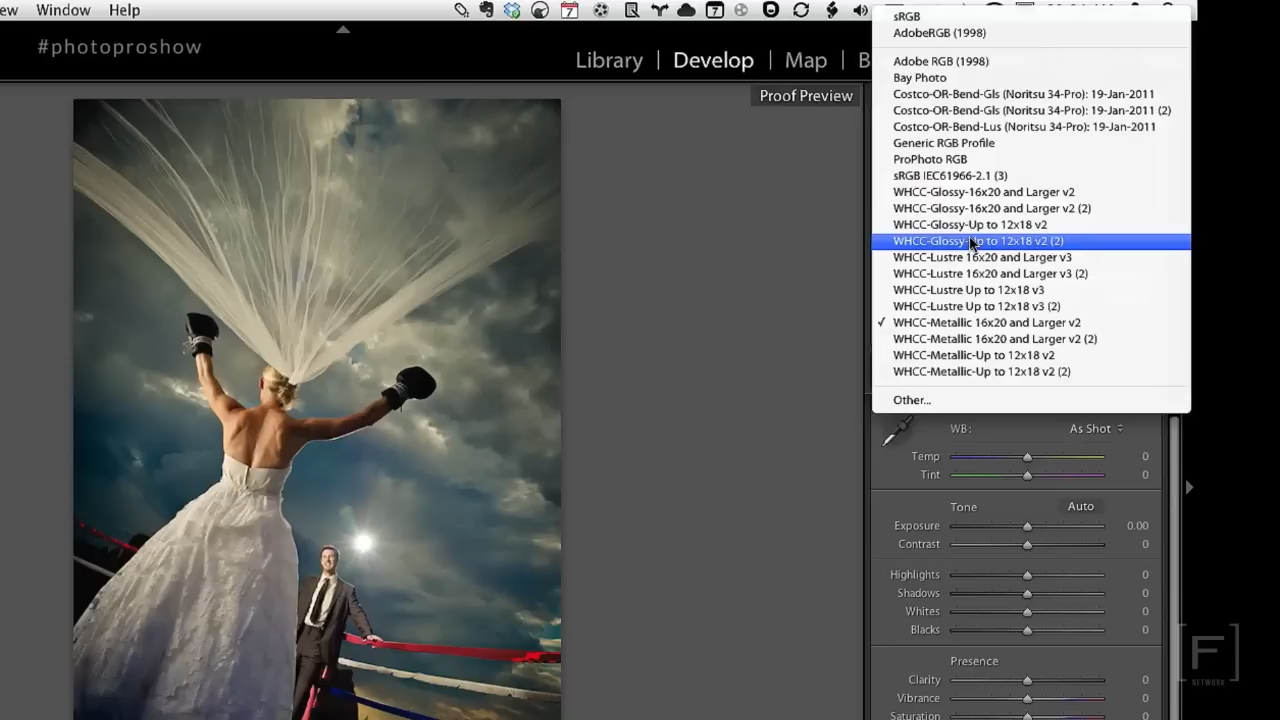 ew Window Help
7
7
#photoproshow
Library | Develop | Map | B
Proof Preview
sRGB
AdobeRGB (1998)
Adobe RGB (1998)
Bay Photo
Costco-OR-Bend-Gls (Noritsu 34-Pro): 19-Jan-2011
Costco-OR-Bend-Gls (Noritsu 34-Pro): 19-Jan-2011 (2)
Costco-OR-Bend-Lus (Noritsu 34-Pro): 19-Jan-2011
Generic RGB Profile
ProPhoto RGB
sRGB IEC61966-2.1 (3)
WHCC-Glossy-16x20 and Larger v2
WHCC-Glossy-16x20 and Larger v2 (2)
WHCC-Glossy-Up to 12x18 v2
WHCC-Glossy-Up to 12x18 v2 (2)
WHCC-Lustre 16x20 and Larger v3
WHCC-Lustre 16x20 and Larger v3 (2)
WHCC-Lustre Up to 12x18 v3
WHCC-Lustre Up to 12x18 v3 (2)
✓ WHCC-Metallic 16x20 and Larger v2
WHCC-Metallic 16x20 and Larger v2 (2)
WHCC-Metallic-Up to 12x18 v2
WHCC-Metallic-Up to 12x18 v2 (2)
Other...
WB: As Shot
Temp 0
Tint 0
Tone Auto
Exposure 0.00
Contrast 0
Highlights 0
Shadows 0
Whites 0
Blacks 0
Presence
Clarity 0
Vibrance 0
Saturation 0
[F]
NETWORK